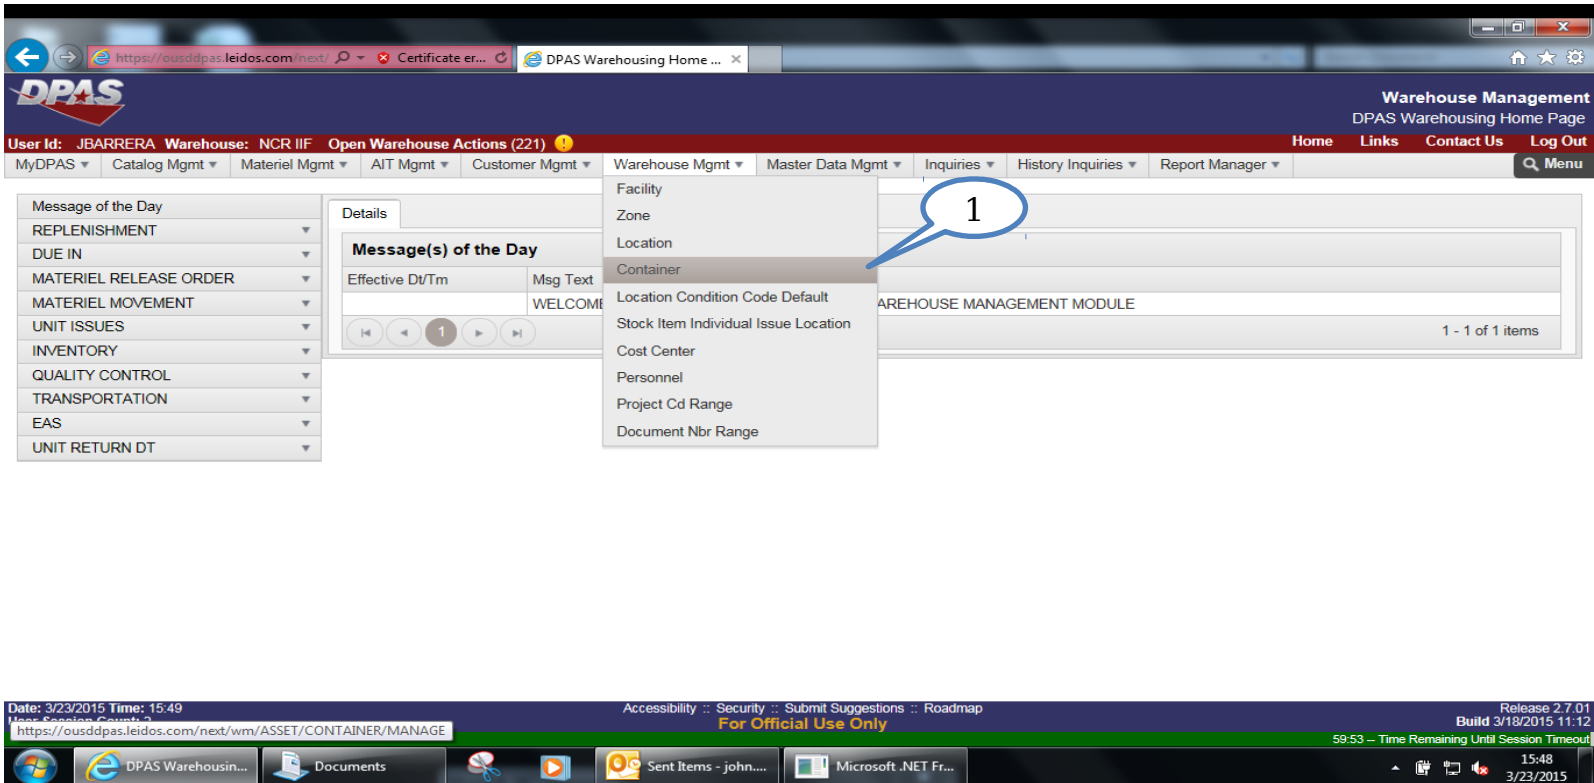 https://ousddpas.leidos.com/next/ Certificate er... DPAS Warehousing Home ...
DPAS
Warehouse Management
DPAS Warehousing Home Page
User Id: JBARRERA Warehouse: NCR IIF Open Warehouse Actions (221) Home Links Contact Us Log Out
MyDPAS Catalog Mgmt Materiel Mgmt AIT Mgmt Customer Mgmt Warehouse Mgmt Master Data Mgmt Inquiries History Inquiries Report Manager Menu
Message of the Day
REPLENISHMENT
DUE IN
MATERIEL RELEASE ORDER
MATERIEL MOVEMENT
UNIT ISSUES
INVENTORY
QUALITY CONTROL
TRANSPORTATION
EAS
UNIT RETURN DT
Details
Message(s) of the Day
Effective Dt/Tm Msg Text
WELCOME AREHOUSE MANAGEMENT MODULE
1
1 - 1 of 1 items
Facility
Zone
Location
Container
Location Condition Code Default
Stock Item Individual Issue Location
Cost Center
Personnel
Project Cd Range
Document Nbr Range
1
Date: 3/23/2015 Time: 15:49 Accessibility :: Security :: Submit Suggestions :: Roadmap Release 2.7.01
For Official Use Only Build 3/18/2015 11:12
https://ousddpas.leidos.com/next/wm/ASSET/CONTAINER/MANAGE
59:53 -- Time Remaining Until Session Timeout
DPAS Warehousin... Documents Sent Items - john.... Microsoft .NET Fr... 15:48
3/23/2015